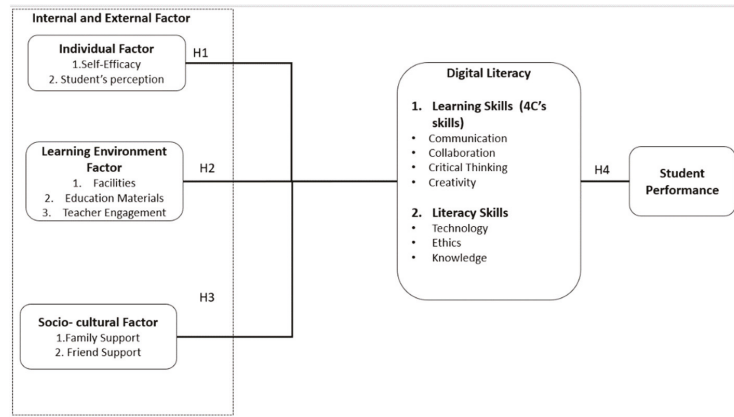 Internal and External Factor
Individual Factor
1.Self-Efficacy
2. Student's perception
H1
Learning Environment
Factor
1. Facilities
2. Education Materials
3. Teacher Engagement
H2
Socio- cultural Factor
1.Family Support
2. Friend Support
H3
Digital Literacy
1. Learning Skills (4C's
skills)
• Communication
• Collaboration
• Critical Thinking
• Creativity
2. Literacy Skills
• Technology
• Ethics
• Knowledge
H4
Student
Performance